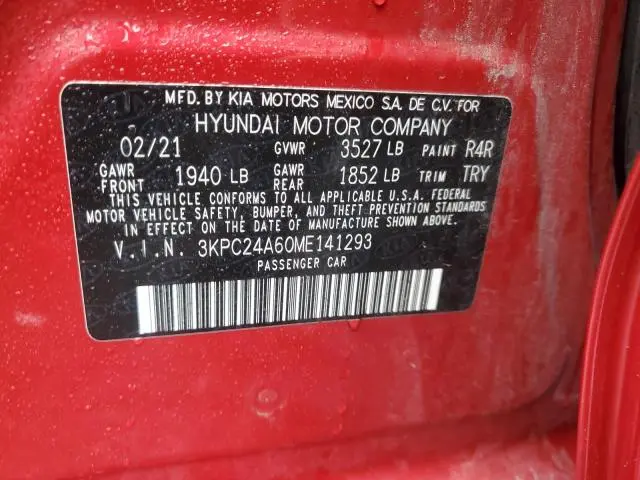 MFD. BY KIA MOTORS MEXICO S.A. DE C.V. FOR
HYUNDAI MOTOR COMPANY
02/21 GVWR 3527 LB PAINT R4R
GAWR FRONT 1940 LB GAWR REAR 1852 LB TRIM TRY
THIS VEHICLE CONFORMS TO ALL APPLICABLE U.S.A. FEDERAL
MOTOR VEHICLE SAFETY, BUMPER, AND THEFT PREVENTION STANDARDS
IN EFFECT ON THE DATE OF MANUFACTURE SHOWN ABOVE.
V.I.N. 3KPC24A60ME141293
PASSENGER CAR